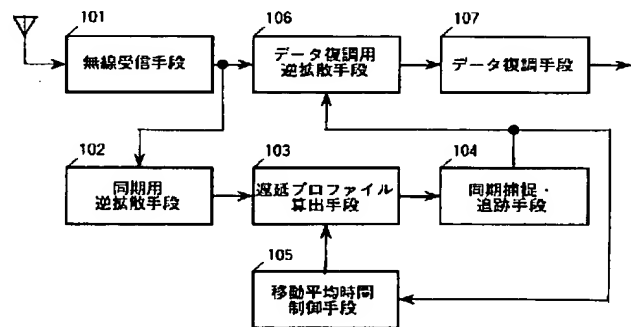 101
無線受信手段
106
データ復調用
逆拡散手段
107
データ復調手段
102
同期用
逆拡散手段
103
遅延プロファイル
算出手段
104
同期捕捉・
追跡手段
105
移動平均時間
制御手段